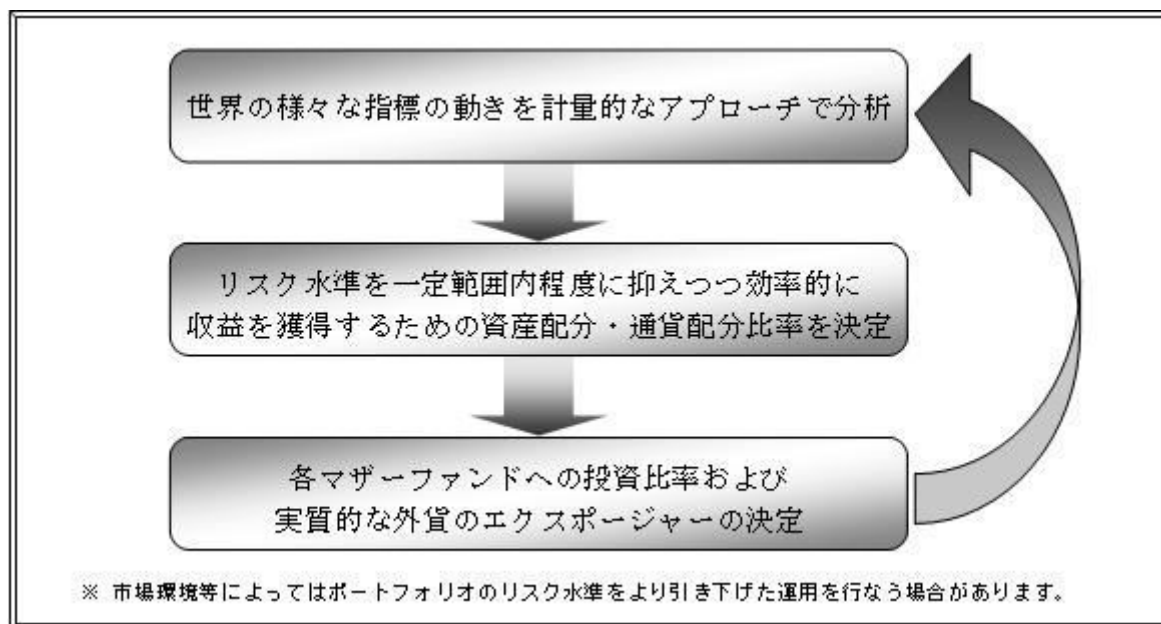 世界の様々な指標の動きを計量的なアプローチで分析
リスク水準を一定範囲内程度に抑えつつ効率的に
収益を獲得するための資産配分・通貨配分比率を決定
各マザーファンドへの投資比率および
実質的な外貨のエクスポージャーの決定
※ 市場環境等によってはポートフォリオのリスク水準をより引き下げた運用を行なう場合があります。